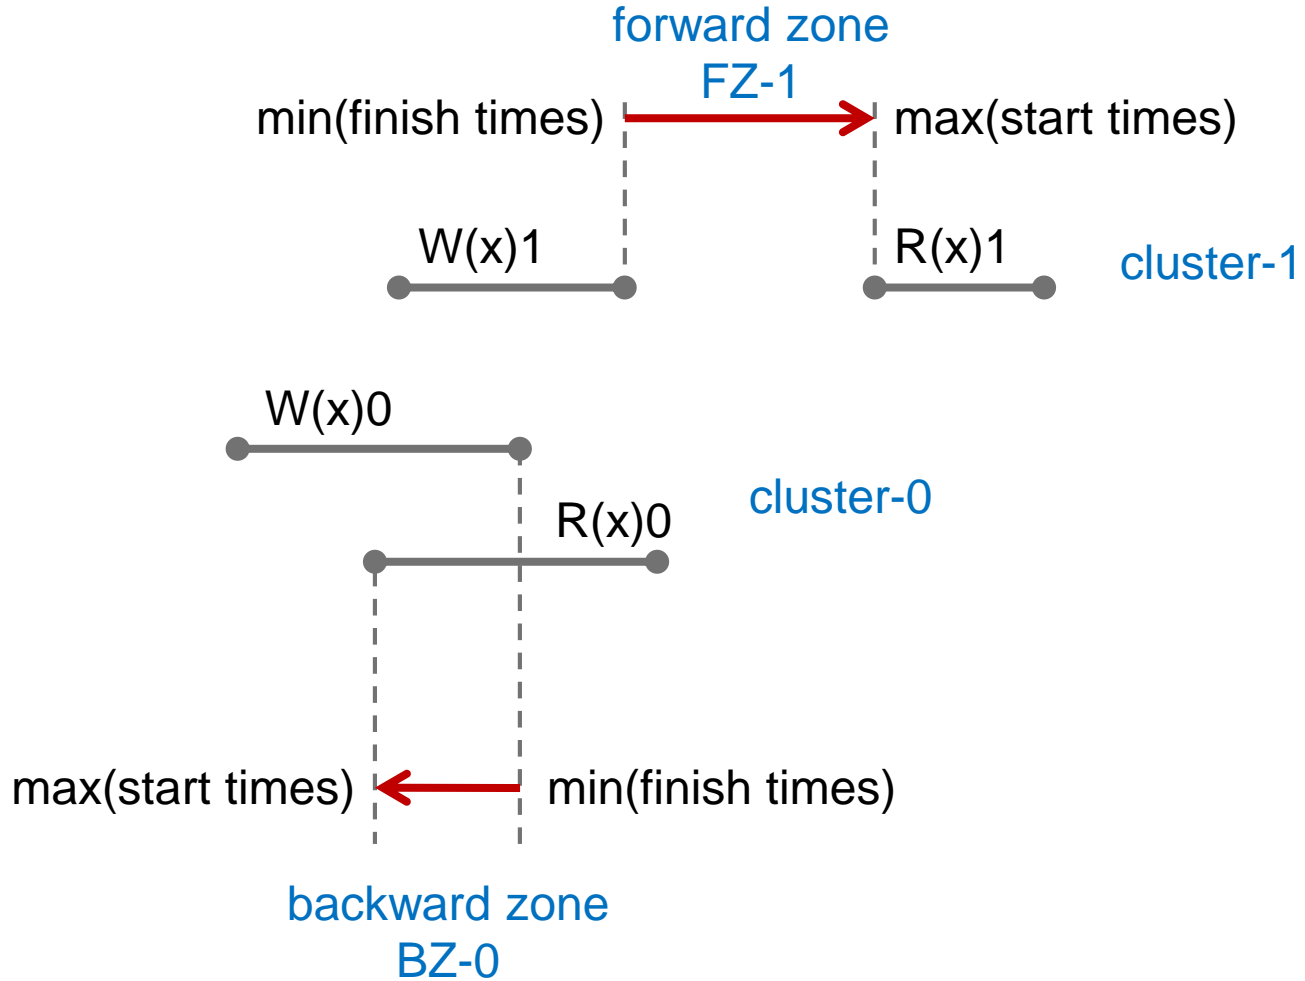 forward zone
FZ-1
min(finish times) max(start times)
W(x)1 R(x)1 cluster-1
W(x)0
cluster-0
R(x)0
max(start times) min(finish times)
backward zone
BZ-0